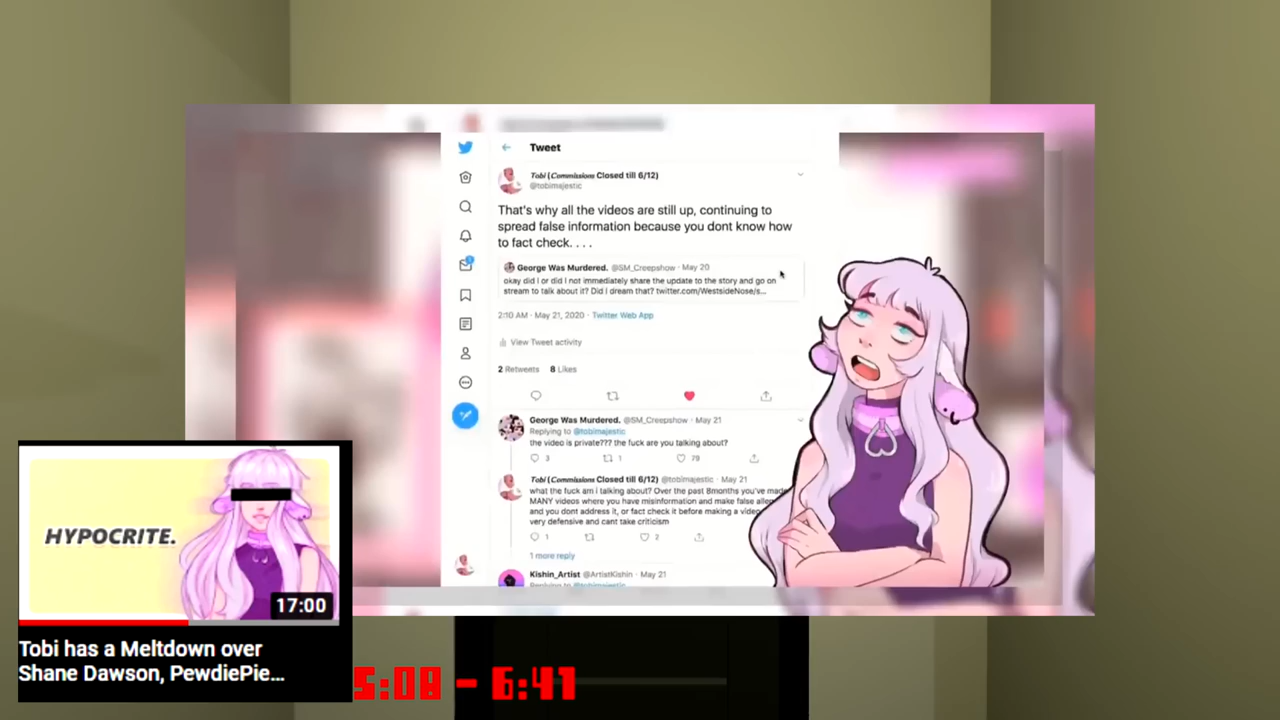 Tweet
Tobi (Commissions Closed till 6/12)
@tobimajestic
That's why all the videos are still up, continuing to
spread false information because you dont know how
to fact check. . . .
George Was Murdered. @SM_Creepshow · May 20
okay did I or did I not immediately share the update to the story and go on
stream to talk about it? Did I dream that? twitter.com/WestsideNose/s...
2:10 AM · May 21, 2020 · Twitter Web App
View Tweet activity
2 Retweets 8 Likes
George Was Murdered. @SM_Creepshow · May 21
Replying to @tobimajestic
the video is private??? the fuck are you talking about?
3 1 79
Tobi (Commissions Closed till 6/12) @tobimajestic · May 21
what the fuck am i talking about? Over the past 8months you've made
MANY videos where you have misinformation and make false
and you dont address it, or fact check it before making a video
very defensive and cant take criticism
1 2
1 more reply
Kishin_Artist @ArtistKishin · May 21
Replying to @tobimajestic
HYPOCRITE.
17:00
Tobi has a Meltdown over
Shane Dawson, PewdiePie...
5:08 - 6:41